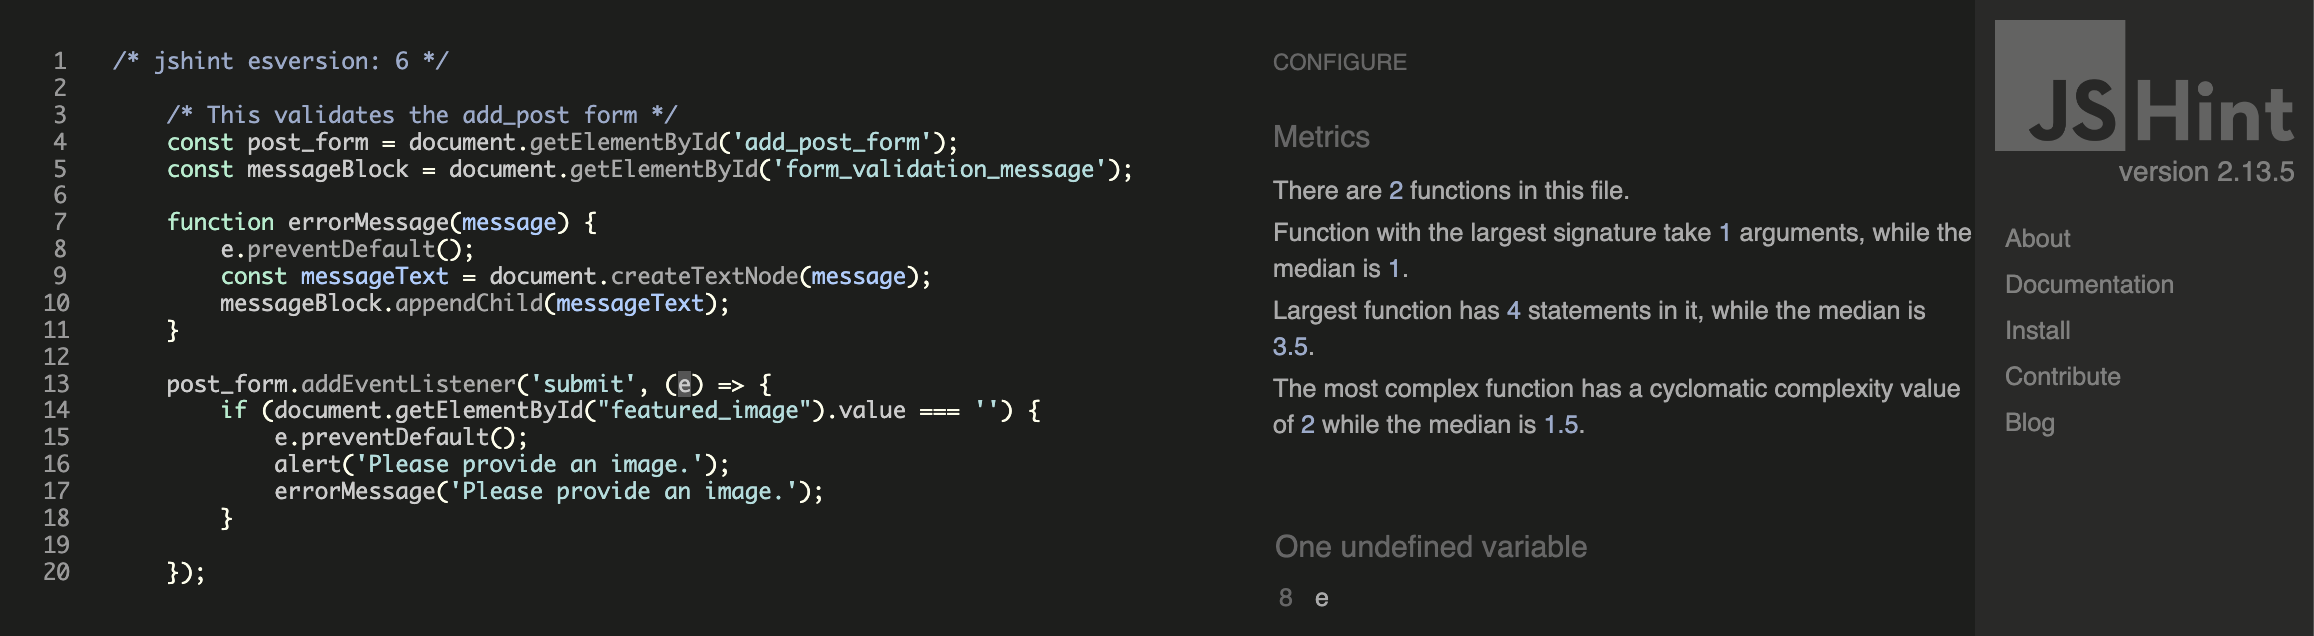 1 /* jshint esversion: 6 */
2
3 /* This validates the add_post form */
4 const post_form = document.getElementById('add_post_form');
5 const messageBlock = document.getElementById('form_validation_message');
6
7 function errorMessage(message) {
8 e.preventDefault();
9 const messageText = document.createTextNode(message);
10 messageBlock.appendChild(messageText);
11 }
12
13 post_form.addEventListener('submit', (e) => {
14 if (document.getElementById("featured_image").value === '') {
15 e.preventDefault();
16 alert('Please provide an image.');
17 errorMessage('Please provide an image.');
18 }
19
20 });
CONFIGURE
Metrics
There are 2 functions in this file.
Function with the largest signature take 1 arguments, while the
median is 1.
Largest function has 4 statements in it, while the median is
3.5.
The most complex function has a cyclomatic complexity value
of 2 while the median is 1.5.
One undefined variable
8 e
JSHint
version 2.13.5
About
Documentation
Install
Contribute
Blog